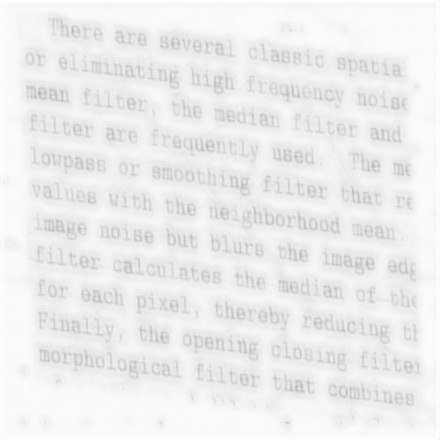 There are several classic spatia
or eliminating high frequency noise
mean filter, the median filter and
filter are frequently used. The me
lowpass or smoothing filter that re
values with the neighborhood mean.
image noise but blurs the image edg
filter calculates the median of the
for each pixel, thereby reducing th
Finally, the opening closing filter
morphological filter that combines